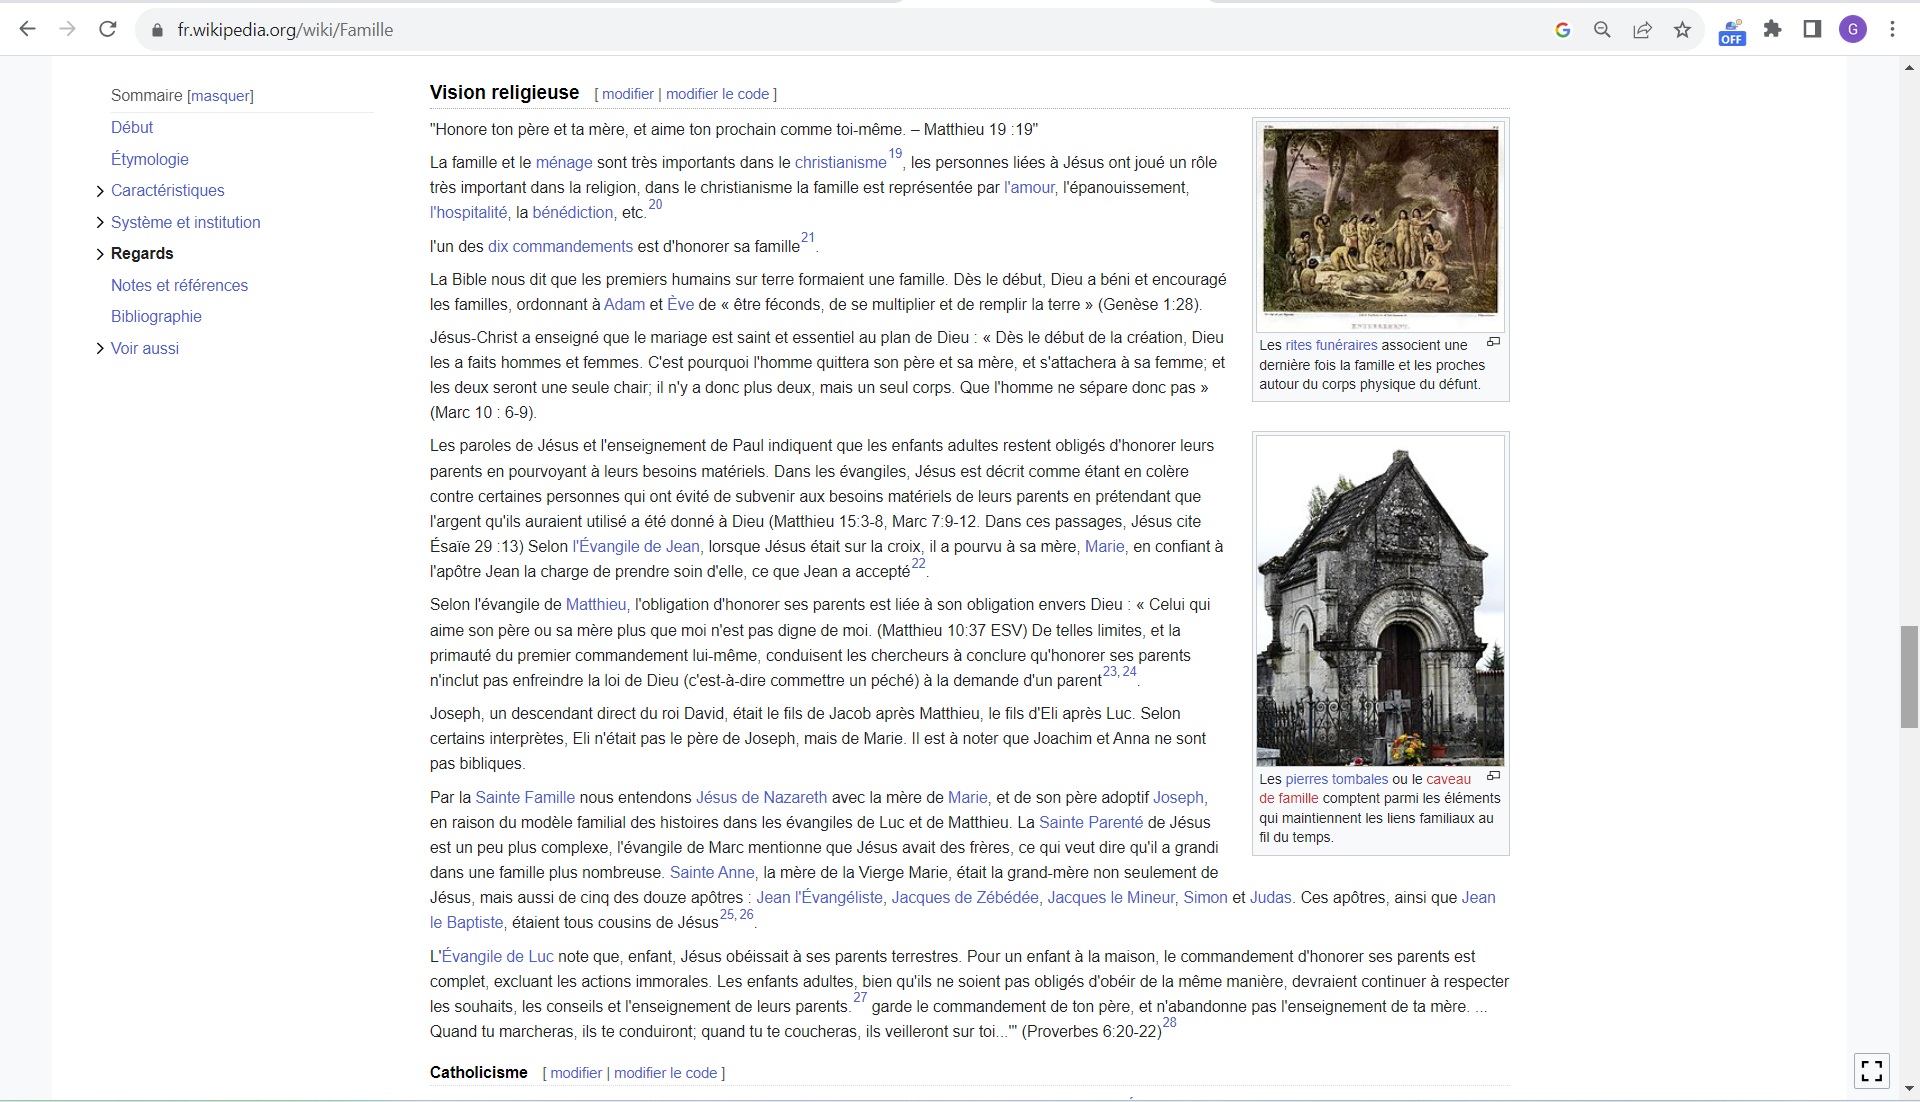 fr.wikipedia.org/wiki/Famille
OFF
G
Sommaire [masquer]
Début
Étymologie
Caractéristiques
Système et institution
Regards
Notes et références
Bibliographie
Voir aussi
Vision religieuse [ modifier | modifier le code ]
"Honore ton père et ta mère, et aime ton prochain comme toi-même. – Matthieu 19 :19"
La famille et le ménage sont très importants dans le christianisme19, les personnes liées à Jésus ont joué un rôle
très important dans la religion, dans le christianisme la famille est représentée par l'amour, l'épanouissement,
l'hospitalité, la bénédiction, etc.20
l'un des dix commandements est d'honorer sa famille21.
La Bible nous dit que les premiers humains sur terre formaient une famille. Dès le début, Dieu a béni et encouragé
les familles, ordonnant à Adam et Ève de « être féconds, de se multiplier et de remplir la terre » (Genèse 1:28).
Jésus-Christ a enseigné que le mariage est saint et essentiel au plan de Dieu : « Dès le début de la création, Dieu
les a faits hommes et femmes. C'est pourquoi l'homme quittera son père et sa mère, et s'attachera à sa femme; et
les deux seront une seule chair; il n'y a donc plus deux, mais un seul corps. Que l'homme ne sépare donc pas »
(Marc 10 : 6-9).
Les paroles de Jésus et l'enseignement de Paul indiquent que les enfants adultes restent obligés d'honorer leurs
parents en pourvoyant à leurs besoins matériels. Dans les évangiles, Jésus est décrit comme étant en colère
contre certaines personnes qui ont évité de subvenir aux besoins matériels de leurs parents en prétendant que
l'argent qu'ils auraient utilisé a été donné à Dieu (Matthieu 15:3-8, Marc 7:9-12. Dans ces passages, Jésus cite
Ésaïe 29 :13) Selon l'Évangile de Jean, lorsque Jésus était sur la croix, il a pourvu à sa mère, Marie, en confiant à
l'apôtre Jean la charge de prendre soin d'elle, ce que Jean a accepté22.
Selon l'évangile de Matthieu, l'obligation d'honorer ses parents est liée à son obligation envers Dieu : « Celui qui
aime son père ou sa mère plus que moi n'est pas digne de moi. (Matthieu 10:37 ESV) De telles limites, et la
primauté du premier commandement lui-même, conduisent les chercheurs à conclure qu'honorer ses parents
n'inclut pas enfreindre la loi de Dieu (c'est-à-dire commettre un péché) à la demande d'un parent23, 24.
Joseph, un descendant direct du roi David, était le fils de Jacob après Matthieu, le fils d'Eli après Luc. Selon
certains interprètes, Eli n'était pas le père de Joseph, mais de Marie. Il est à noter que Joachim et Anna ne sont
pas bibliques.
Par la Sainte Famille nous entendons Jésus de Nazareth avec la mère de Marie, et de son père adoptif Joseph,
en raison du modèle familial des histoires dans les évangiles de Luc et de Matthieu. La Sainte Parenté de Jésus
est un peu plus complexe, l'évangile de Marc mentionne que Jésus avait des frères, ce qui veut dire qu'il a grandi
dans une famille plus nombreuse. Sainte Anne, la mère de la Vierge Marie, était la grand-mère non seulement de
Jésus, mais aussi de cinq des douze apôtres : Jean l'Évangéliste, Jacques de Zébédée, Jacques le Mineur, Simon et Judas. Ces apôtres, ainsi que Jean
le Baptiste, étaient tous cousins de Jésus25, 26.
L'Évangile de Luc note que, enfant, Jésus obéissait à ses parents terrestres. Pour un enfant à la maison, le commandement d'honorer ses parents est
complet, excluant les actions immorales. Les enfants adultes, bien qu'ils ne soient pas obligés d'obéir de la même manière, devraient continuer à respecter
les souhaits, les conseils et l'enseignement de leurs parents.27 garde le commandement de ton père, et n'abandonne pas l'enseignement de ta mère. ...
Quand tu marcheras, ils te conduiront; quand tu te coucheras, ils veilleront sur toi...'" (Proverbes 6:20-22)28
Catholicisme [ modifier | modifier le code ]
ENTERREMENT.
Les rites funéraires associent une
dernière fois la famille et les proches
autour du corps physique du défunt.
Les pierres tombales ou le caveau
de famille comptent parmi les éléments
qui maintiennent les liens familiaux au
fil du temps.